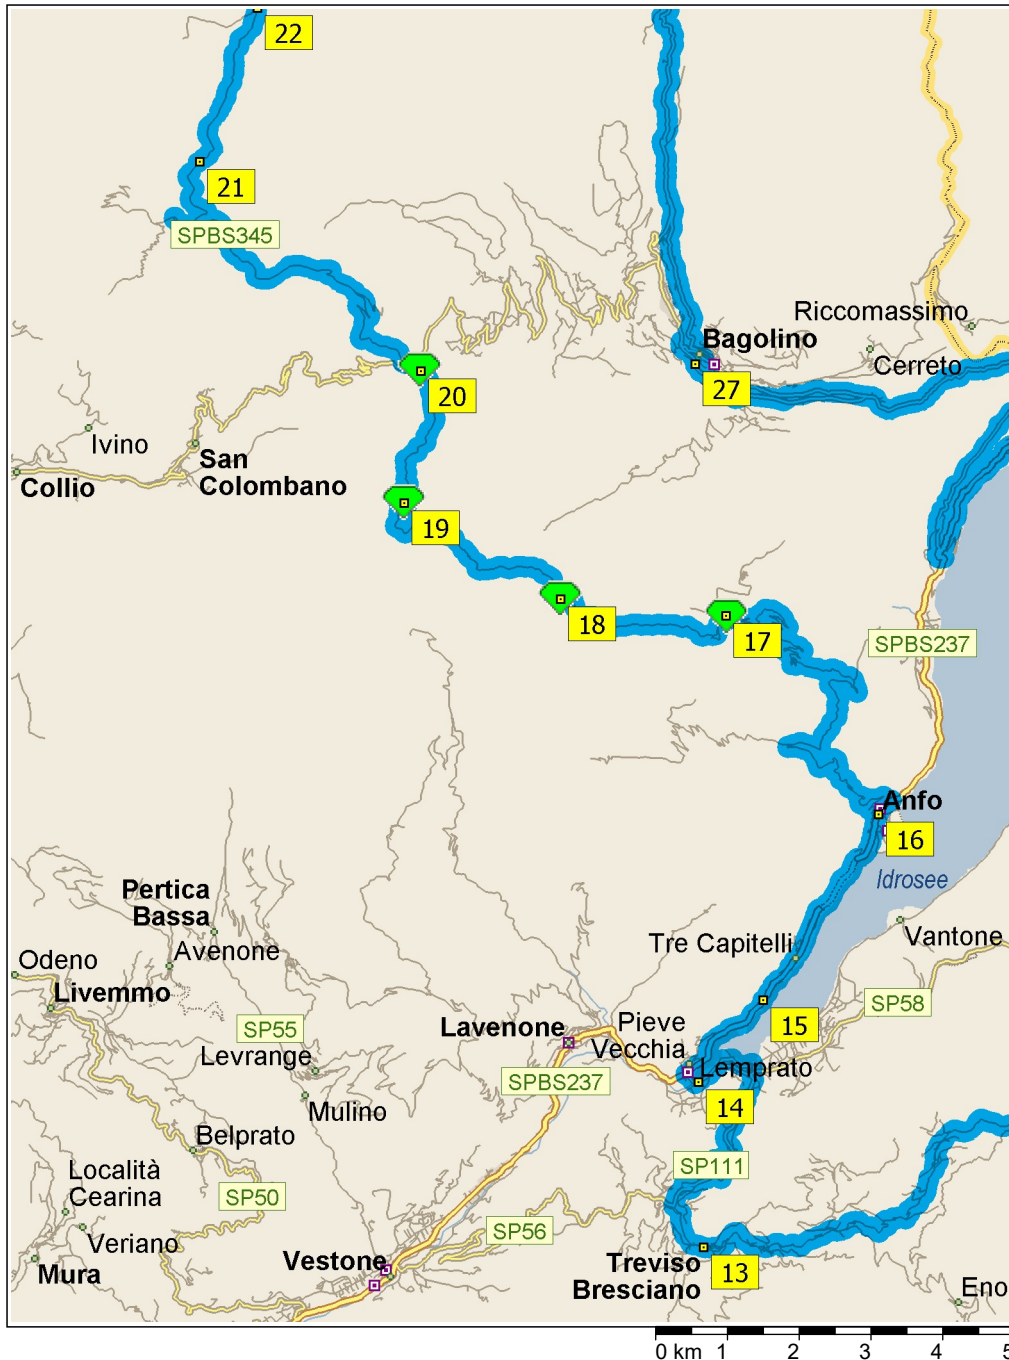 22
21
SPBS345
Riccomassimo
Bagolino
Cerreto
27
20
Ivino
San
Colombano
Collio
19
18
17
SPBS237
Anfo
16
Idrosee
Pertica
Bassa
Avenone
Odeno
Livemmo
Tre Capitelli
Vantone
SP58
15
SP55
Levrange
Lavenone
Pieve
Vecchia
Lemprato
SPBS237
Mulino
14
Belprato
SP111
Località
Cearina
SP50
Veriano
SP56
Mura
Vestone
Treviso
Bresciano
13
Eno
0 km 1 2 3 4 5